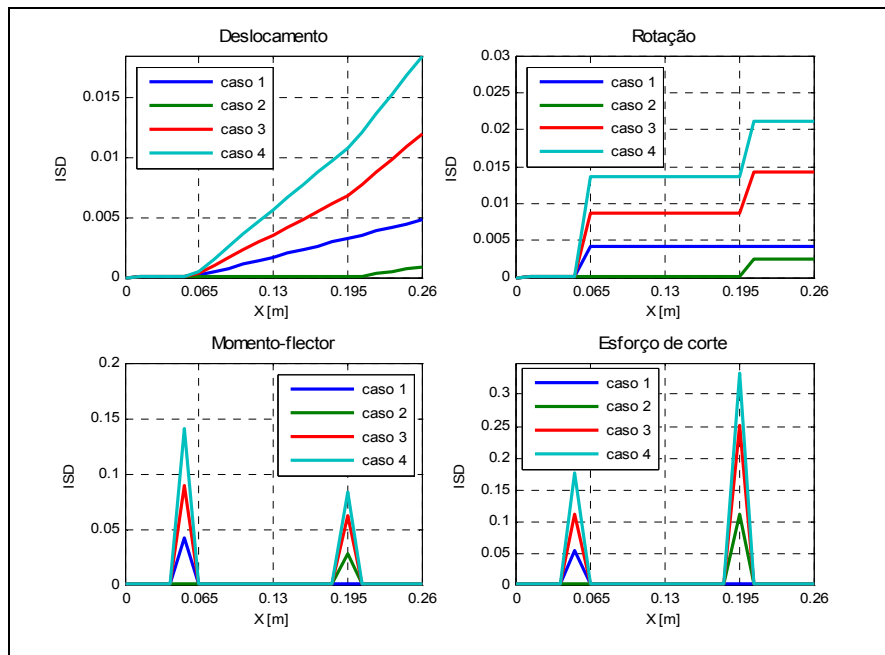 Deslocamento
0.015
0.01
0.005
0
ISD
caso 1
caso 2
caso 3
caso 4
0
0.065
0.13
0.195
0.26
X [m]
Rotação
0.03
0.025
0.02
0.015
0.01
0.005
0
ISD
caso 1
caso 2
caso 3
caso 4
0
0.065
0.13
0.195
0.26
X [m]
Momento-flector
0.2
0.15
0.1
0.05
0
ISD
caso 1
caso 2
caso 3
caso 4
0
0.065
0.13
0.195
0.26
X [m]
Esforço de corte
0.35
0.3
0.25
0.2
0.15
0.1
0.05
0
ISD
caso 1
caso 2
caso 3
caso 4
0
0.065
0.13
0.195
0.26
X [m]